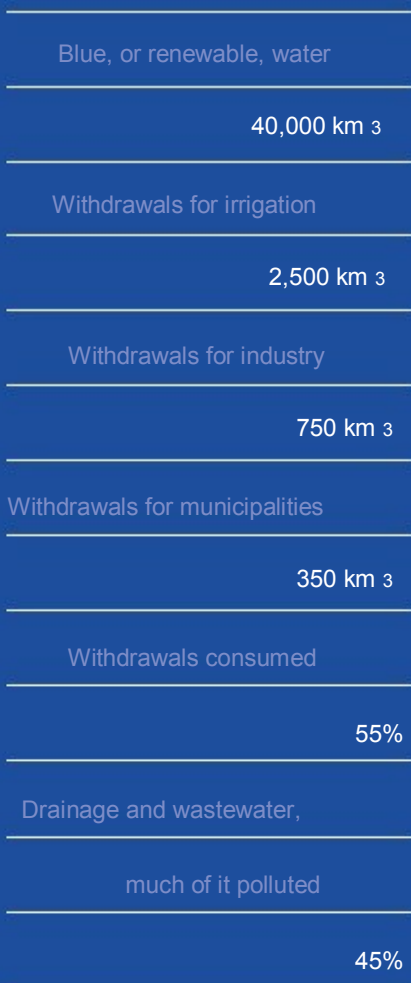 Blue, or renewable, water
40,000 km 3
Withdrawals for irrigation
2,500 km 3
Withdrawals for industry
750 km 3
Withdrawals for municipalities
350 km 3
Withdrawals consumed
55%
Drainage and wastewater,
much of it polluted
45%